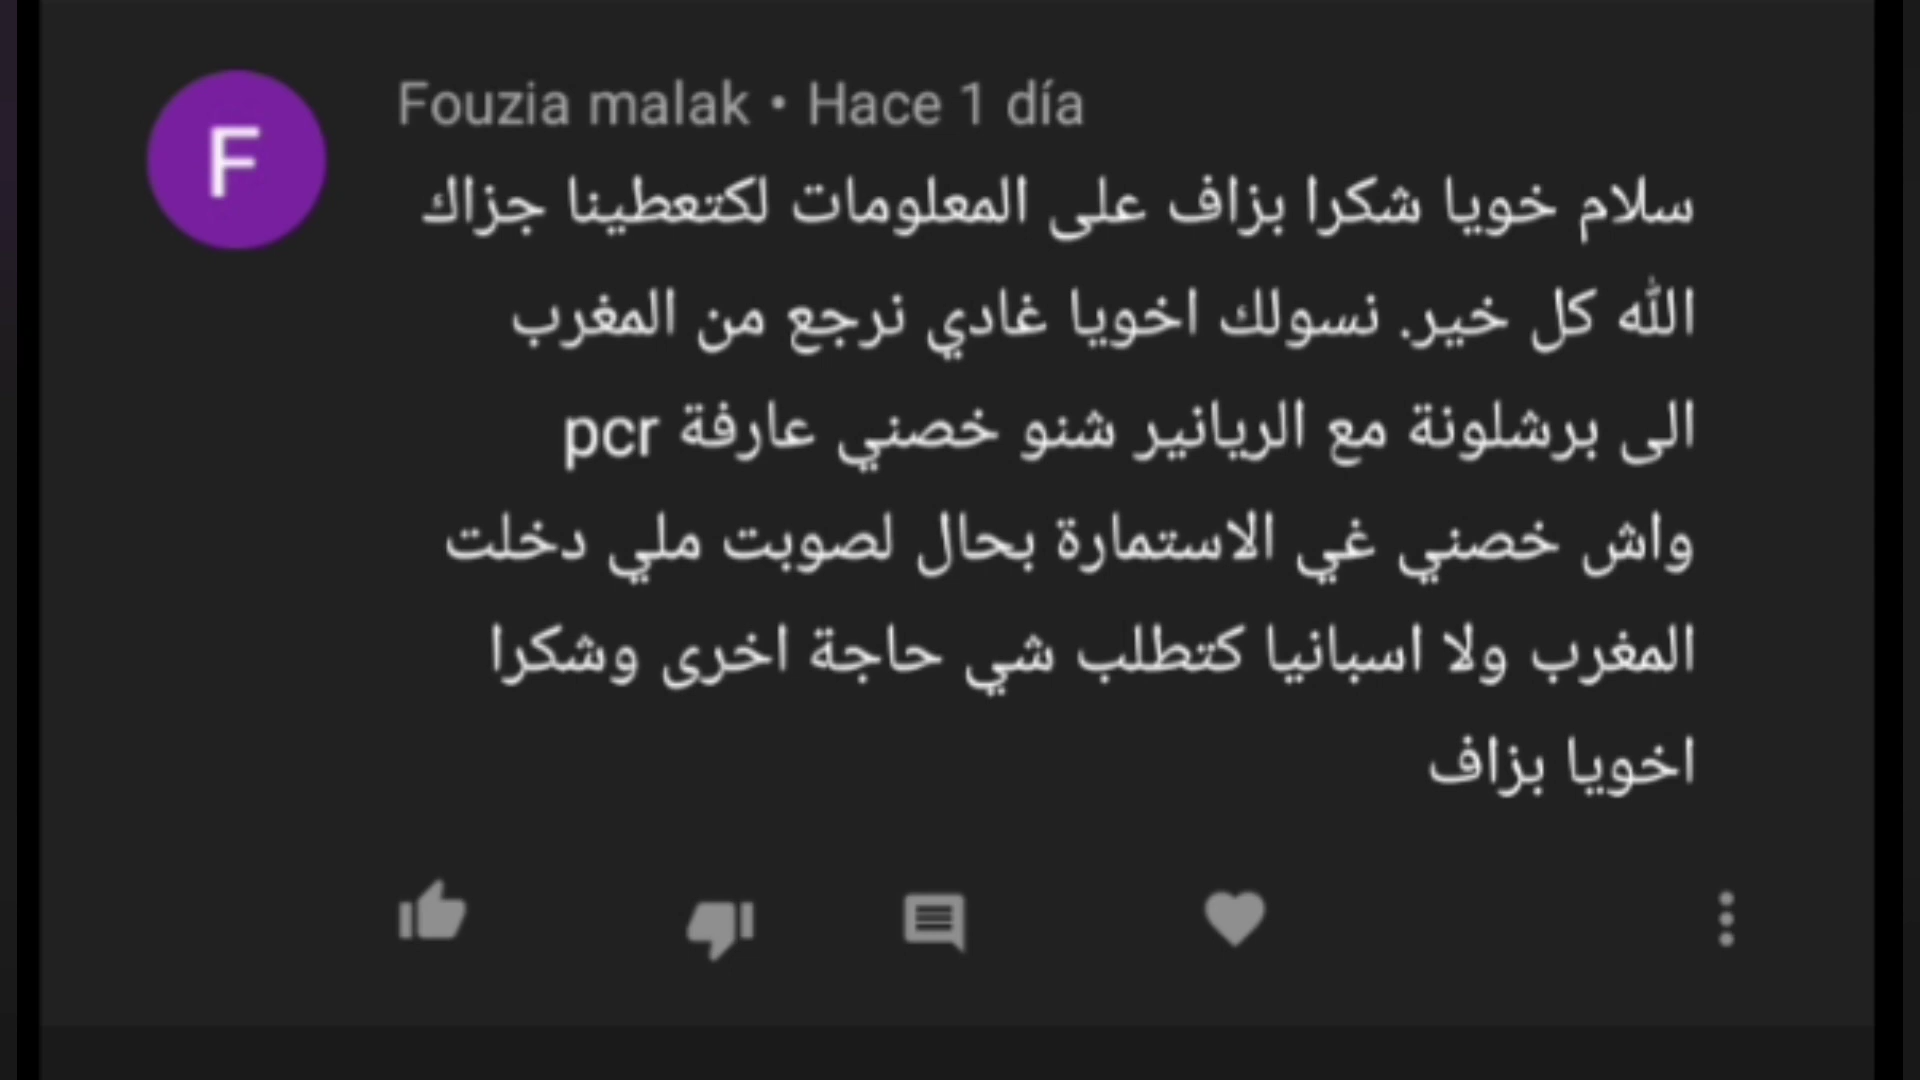 F
Fouzia malak • Hace 1 día
سلام خويا شكرا بزاف على المعلومات لكتعطينا جزاك
الله كل خير. نسولك اخويا غادي نرجع من المغرب
الى برشلونة مع الريانير شنو خصني عارفة pcr
واش خصني غي الاستمارة بحال لصوبت ملي دخلت
المغرب ولا اسبانيا كتطلب شي حاجة اخرى وشكرا
اخويا بزاف